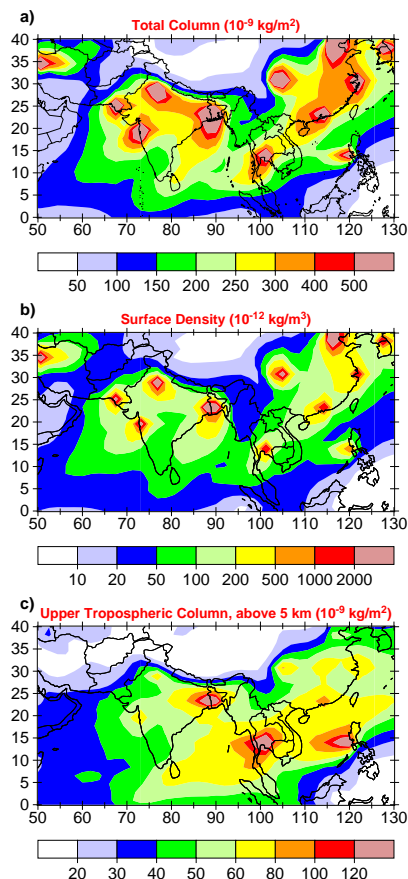 a)
Total Column (10-9 kg/m2)
40
35
30
25
20
15
10
5
0
50 60 70 80 90 100 110 120 130
50 100 150 200 250 300 400 500
b)
Surface Density (10-12 kg/m3)
40
35
30
25
20
15
10
5
0
50 60 70 80 90 100 110 120 130
10 20 50 100 200 500 1000 2000
c)
Upper Tropospheric Column, above 5 km (10-9 kg/m2)
40
35
30
25
20
15
10
5
0
50 60 70 80 90 100 110 120 130
20 30 40 50 60 80 100 120